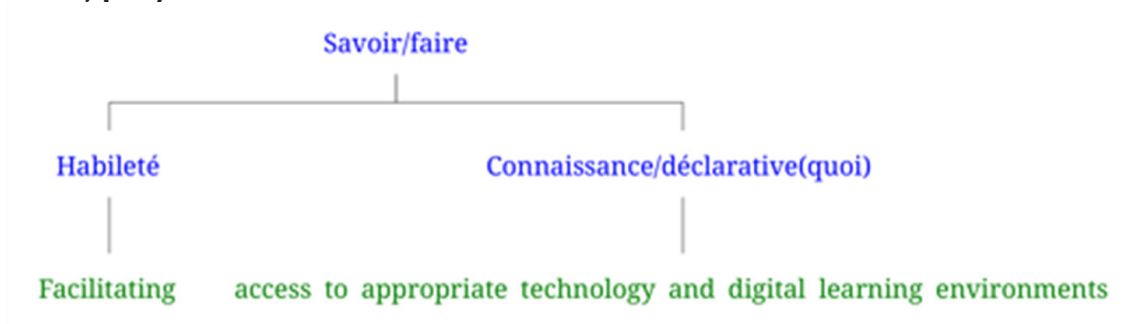 Savoir/faire
Habileté Connaissance/déclarative(quoi)
Facilitating access to appropriate technology and digital learning environments